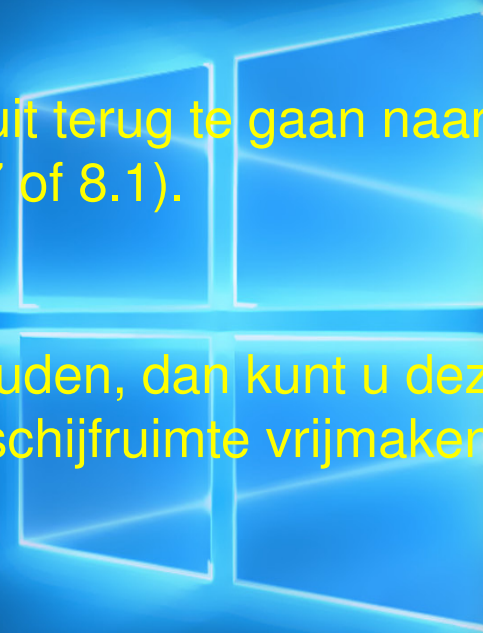 uit terug te gaan naar
of 8.1).
uden, dan kunt u dez
schijfruimte vrijmaken